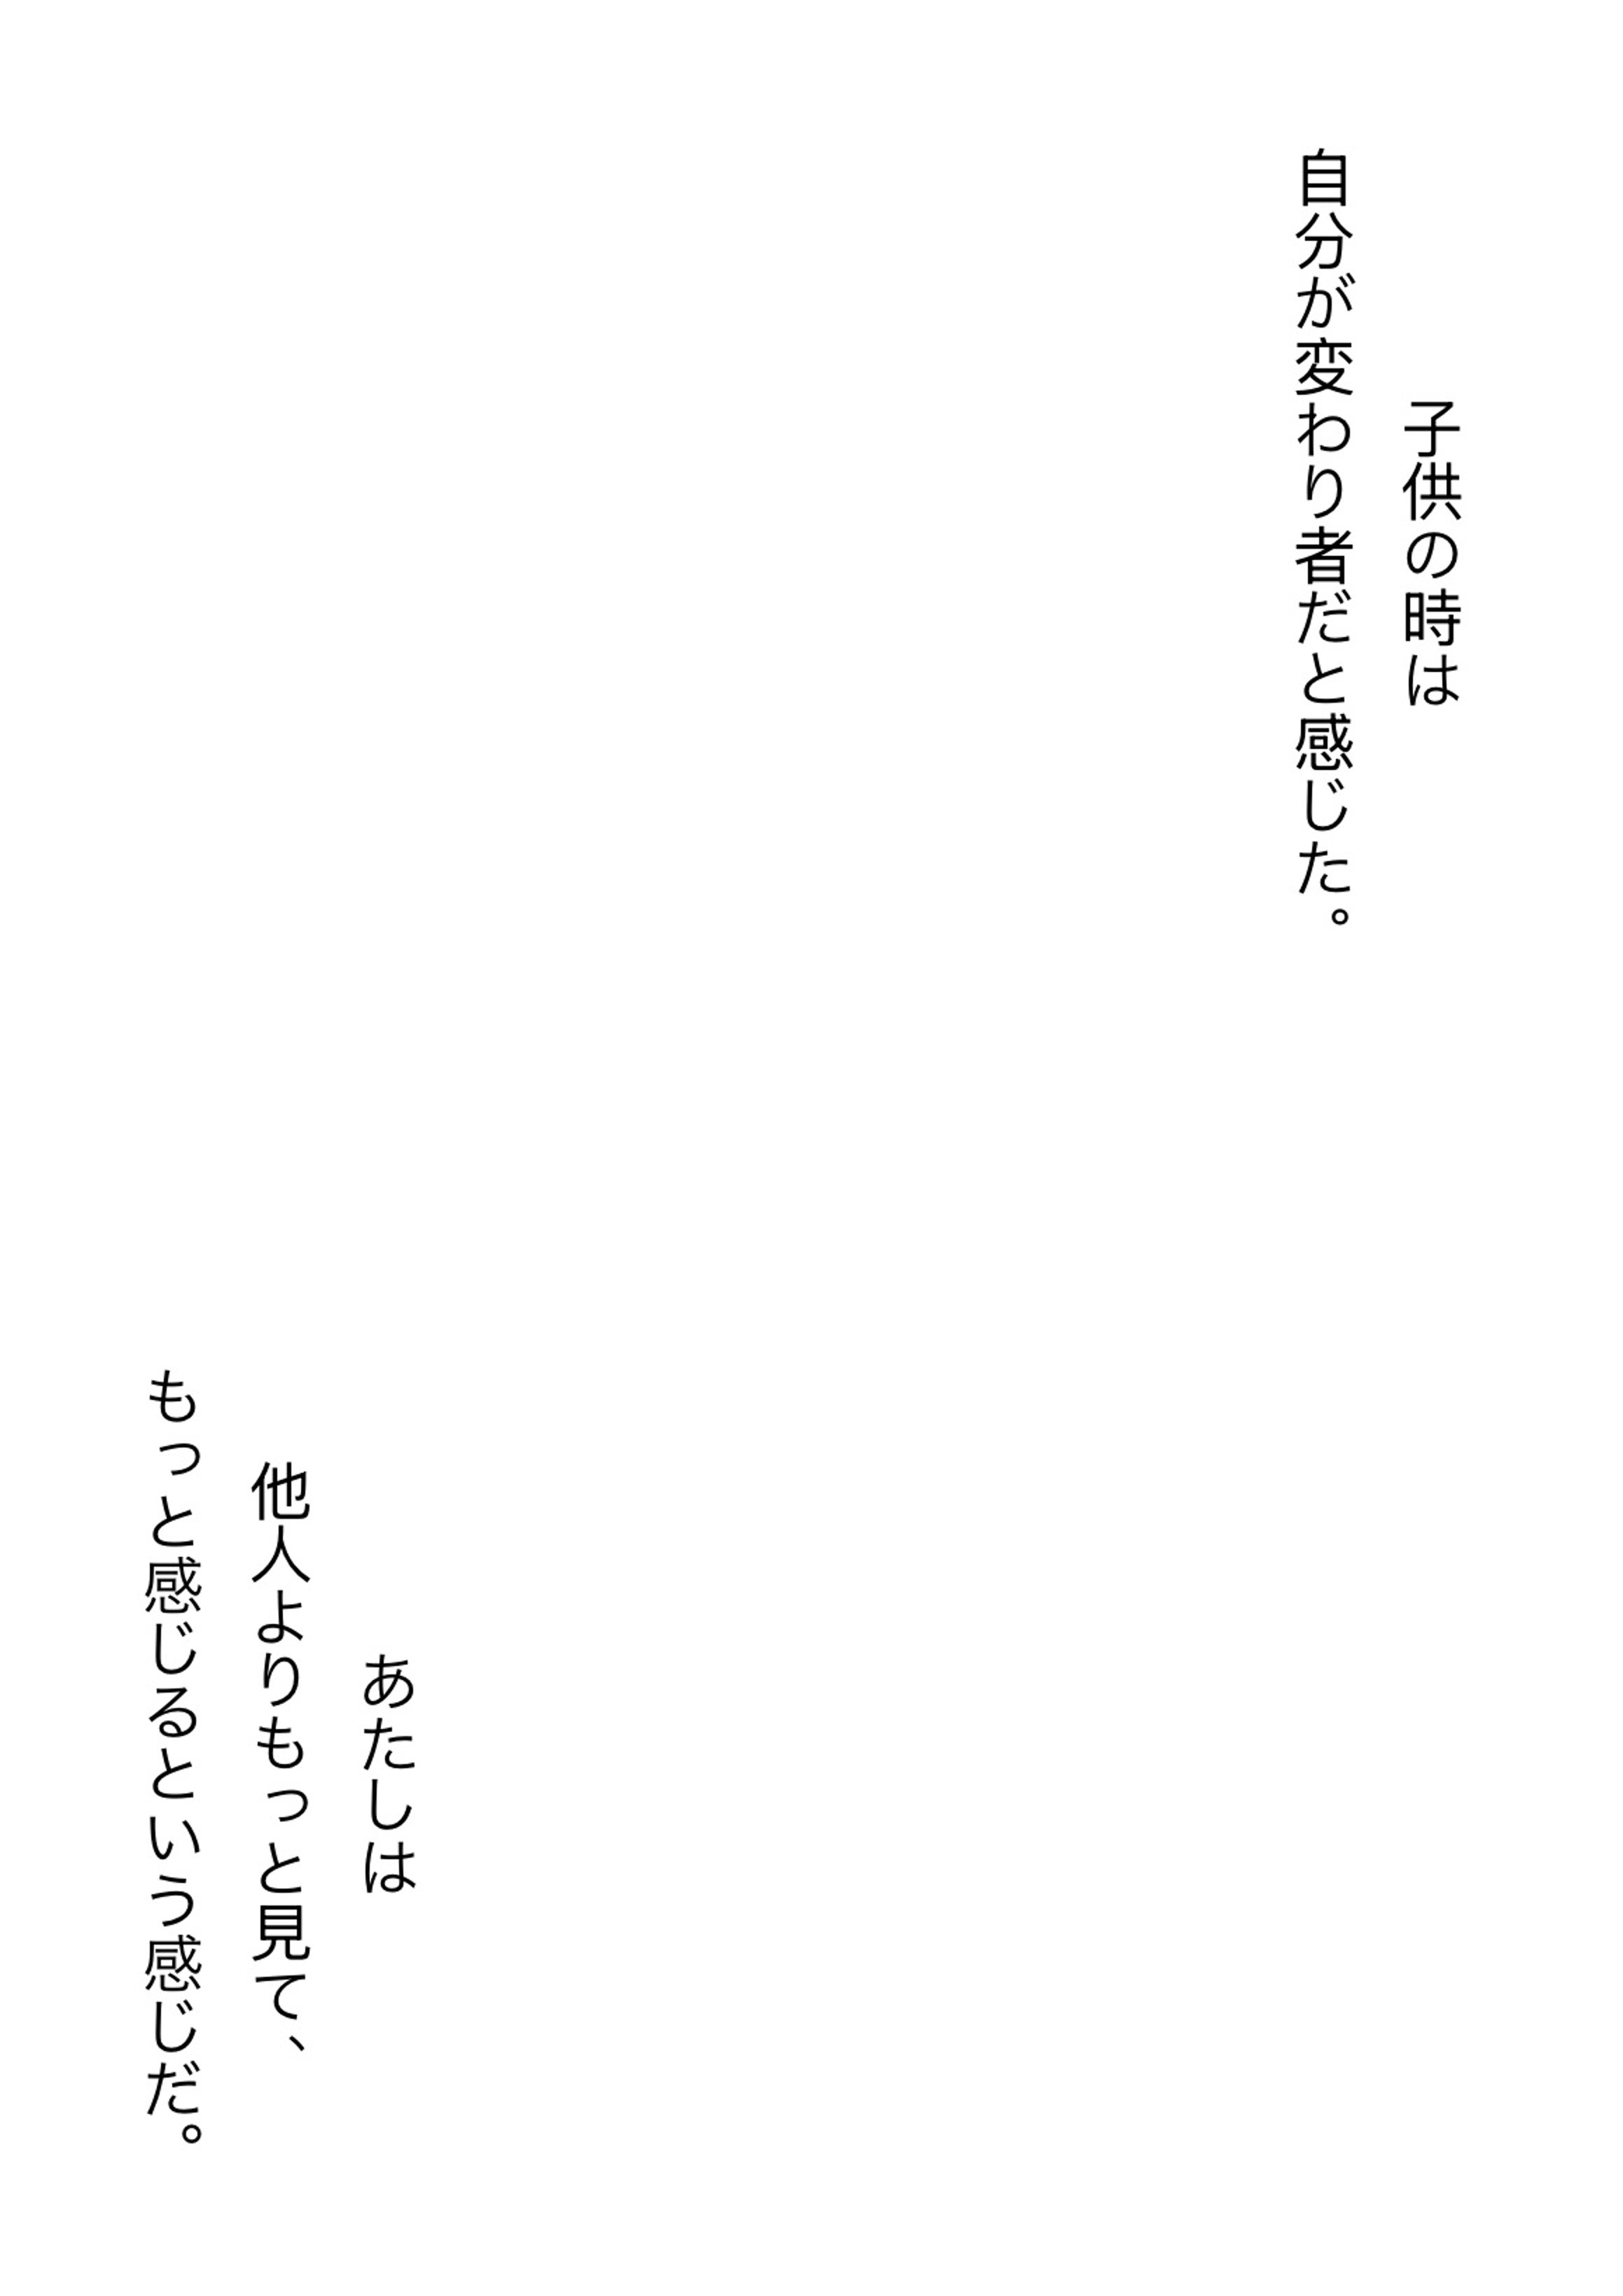 子供の時は
自分が変わり者だと感じた。
あたしは
他人よりもっと見て、
もっと感じるという感じだ。